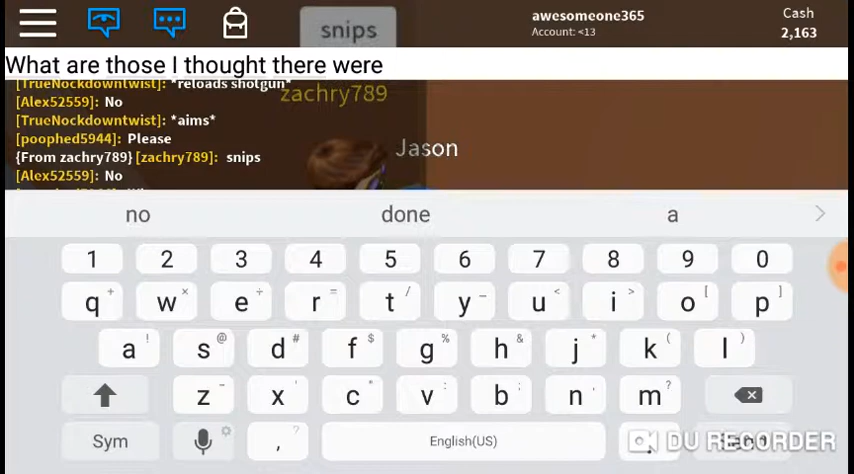 snips
awesomeone365
Account: <13
Cash
2,163
What are those I thought there were
[TrueNockdowntwist]: *reloads shotgun*
zachry789
[Alex52559]: No
[TrueNockdowntwist]: *aims*
[poophed5944]: Please
Jason
{From zachry789} [zachry789]: snips
[Alex52559]: No
no done a >
1 2 3 4 5 6 7 8 9 0
q + w × e ÷ r = t / y _ u < i > o [ p ]
a ! s @ d # f $ g % h & j * k ( l )
z - x ' c " v : b ; n , m ?
Sym , ? English(US) . Send
DU RECORDER